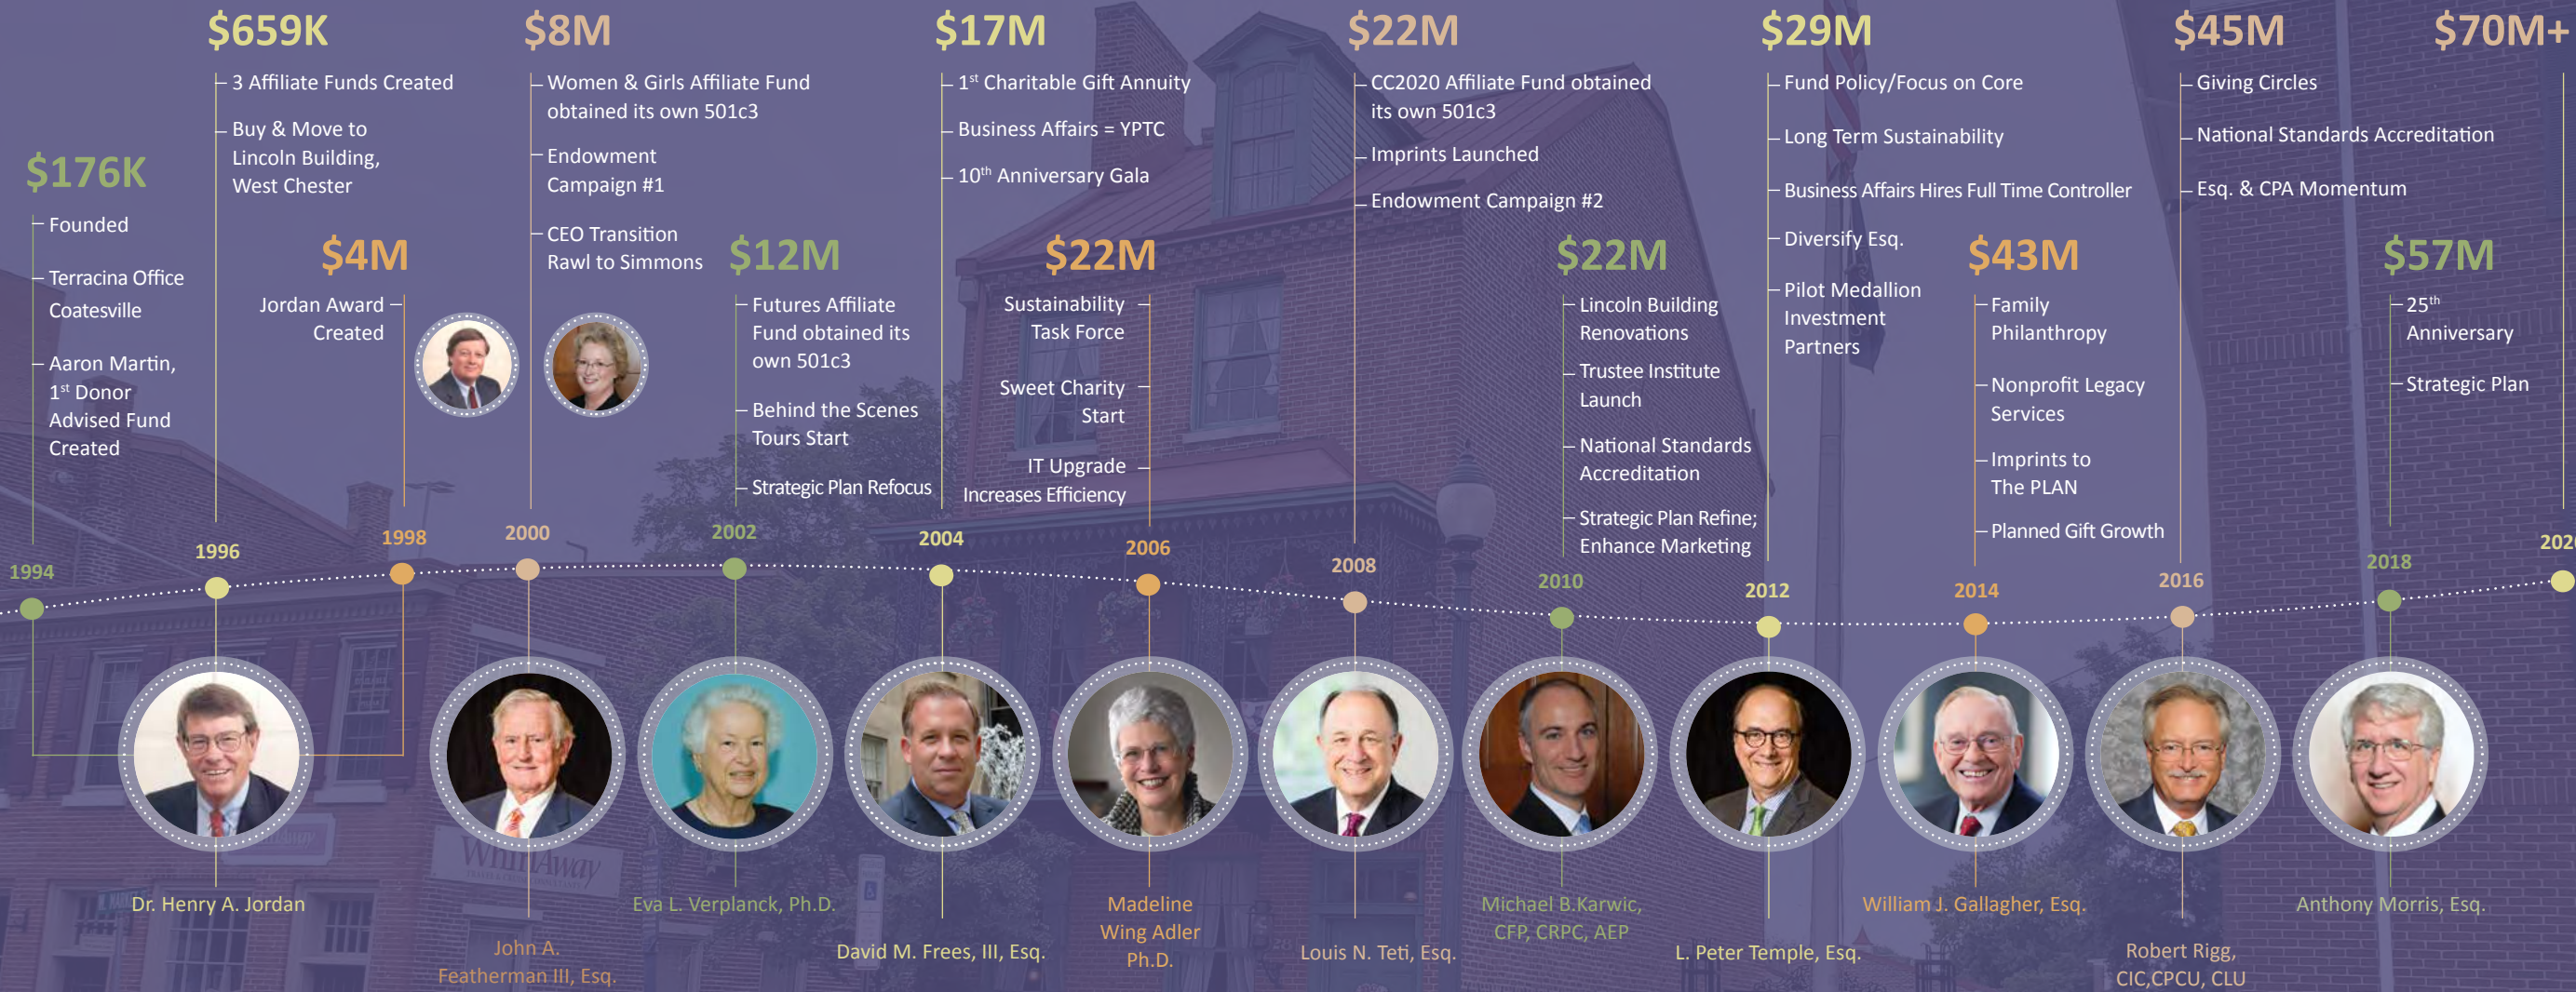 $176K
Founded
Terracina Office
Coatesville
Aaron Martin,
1st Donor
Advised Fund
Created
1994
$659K
3 Affiliate Funds Created
Buy & Move to
Lincoln Building,
West Chester
1996
$4M
Jordan Award
Created
1998
Dr. Henry A. Jordan
$8M
Women & Girls Affiliate Fund
obtained its own 501c3
Endowment
Campaign #1
CEO Transition
Rawl to Simmons
2000
John A.
Featherman III, Esq.
$12M
Futures Affiliate
Fund obtained its
own 501c3
Behind the Scenes
Tours Start
Strategic Plan Refocus
2002
Eva L. Verplanck, Ph.D.
$17M
1st Charitable Gift Annuity
Business Affairs = YPTC
10th Anniversary Gala
2004
David M. Frees, III, Esq.
$22M
Sustainability
Task Force
Sweet Charity
Start
IT Upgrade
Increases Efficiency
2006
Madeline
Wing Adler
Ph.D.
$22M
CC2020 Affiliate Fund obtained
its own 501c3
Imprints Launched
Endowment Campaign #2
2008
Louis N. Teti, Esq.
$22M
Lincoln Building
Renovations
Trustee Institute
Launch
National Standards
Accreditation
Strategic Plan Refine;
Enhance Marketing
2010
Michael B.Karwic,
CFP, CRPC, AEP
$29M
Fund Policy/Focus on Core
Long Term Sustainability
Business Affairs Hires Full Time Controller
Diversify Esq.
Pilot Medallion
Investment
Partners
2012
L. Peter Temple, Esq.
$43M
Family
Philanthropy
Nonprofit Legacy
Services
Imprints to
The PLAN
Planned Gift Growth
2014
William J. Gallagher, Esq.
$45M
Giving Circles
National Standards Accreditation
Esq. & CPA Momentum
2016
Robert Rigg,
CIC,CPCU, CLU
$57M
25th
Anniversary
Strategic Plan
2018
Anthony Morris, Esq.
$70M+
WhirlAway